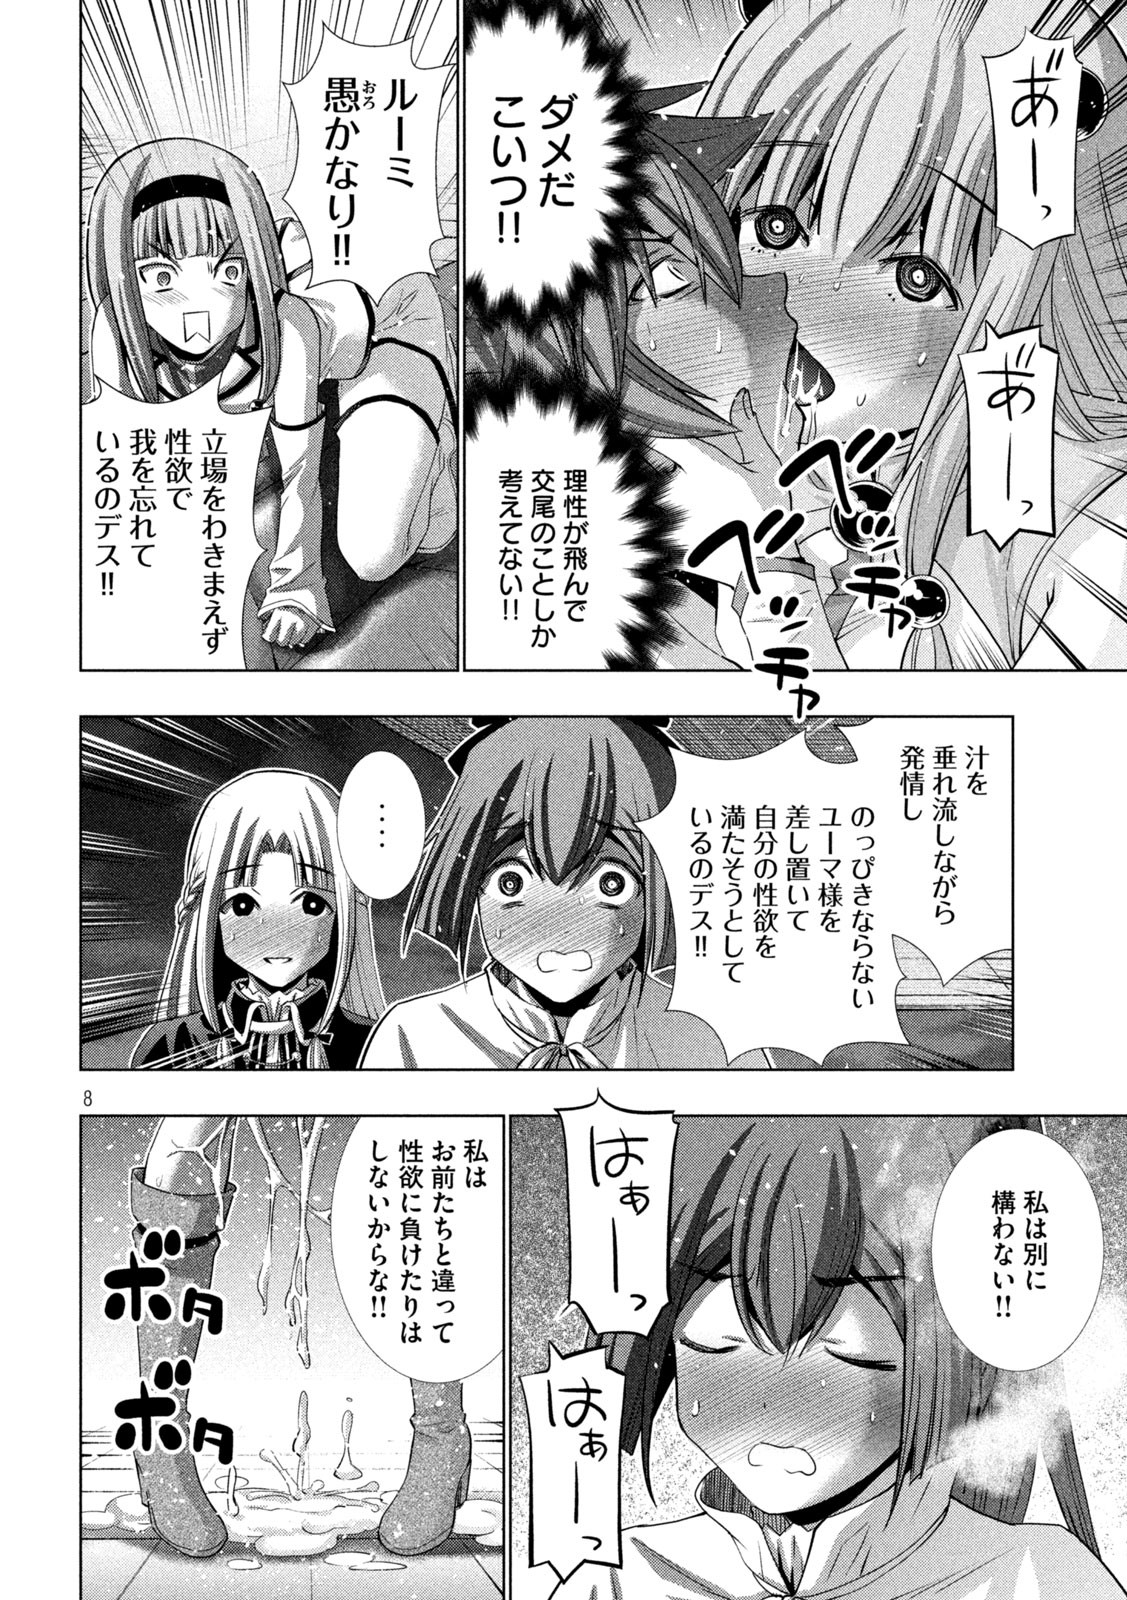 あーっ
あーっ
ダメだ
こいつ!!
理性が飛んで
交尾のことしか
考えてない!!
ベロ
ベロ
チャ
チャ
ルーミ
愚かなり!!
おろ
立場をわきまえず
性欲で
我を忘れて
いるのデス!!
汁を
垂れ流しながら
発情し
のっぴきならない
ユーマ様を
差し置いて
自分の性欲を
満たそうとして
いるのデス!!
‥‥
8
私は別に
構わない!!
はぁーっ
はぁーっ
私は
お前たちと違って
性欲に負けたりは
しないからな!!
ボタ
ボタ